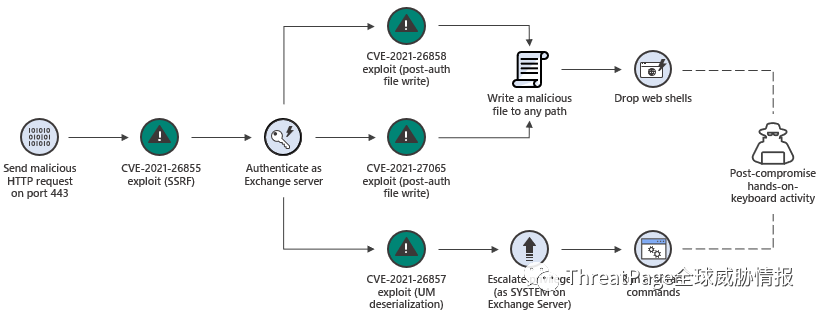 CVE-2021-26858
exploit (post-auth
file write)
Write a malicious
file to any path
Drop web shells
010101
010101
101010
Send malicious
HTTP request
on port 443
CVE-2021-26855
exploit (SSRF)
Authenticate as
Exchange server
CVE-2021-27065
exploit (post-auth
file write)
Post-compromise
hands-on-
keyboard activity
CVE-2021-26857
exploit (UM
deserialization)
Escalate
(as SYSTEM on
Exchange Server)
commands
ThreatPage全球威胁情报